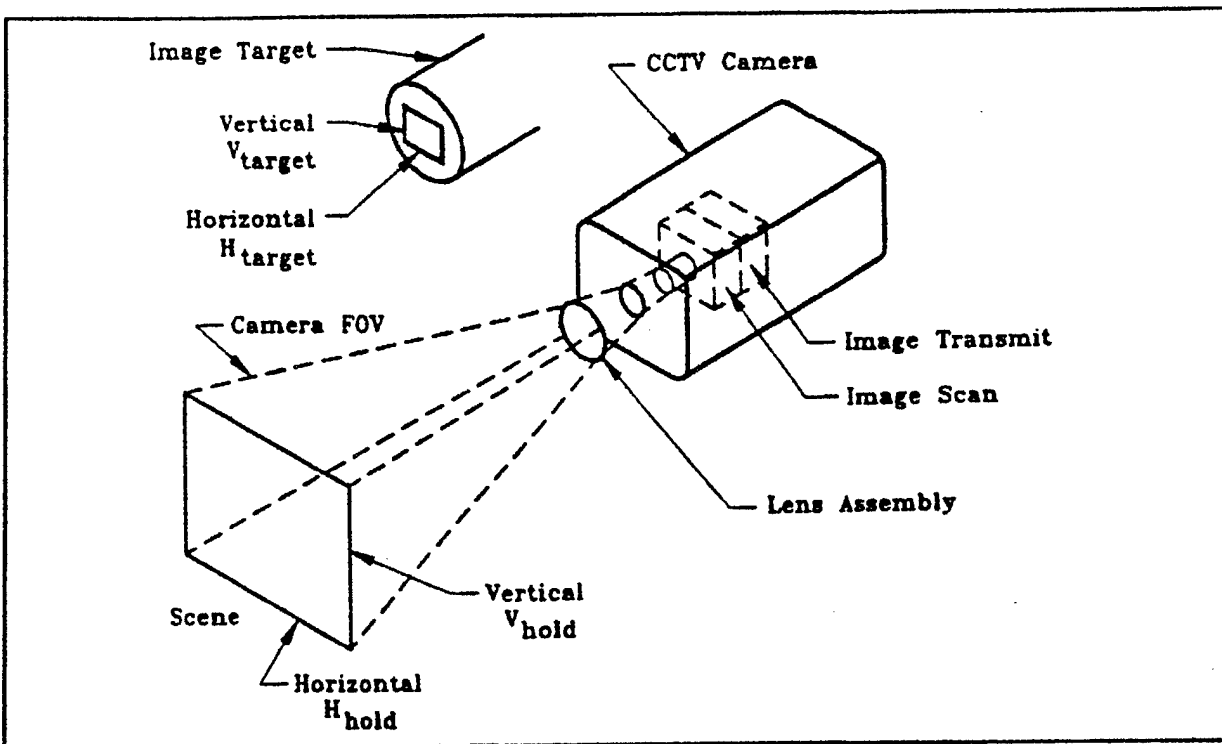 Image Target
CCTV Camera
Vertical
Vtarget
Horizontal
Htarget
Camera FOV
Image Transmit
Image Scan
Lens Assembly
Vertical
Vhold
Scene
Horizontal
Hhold